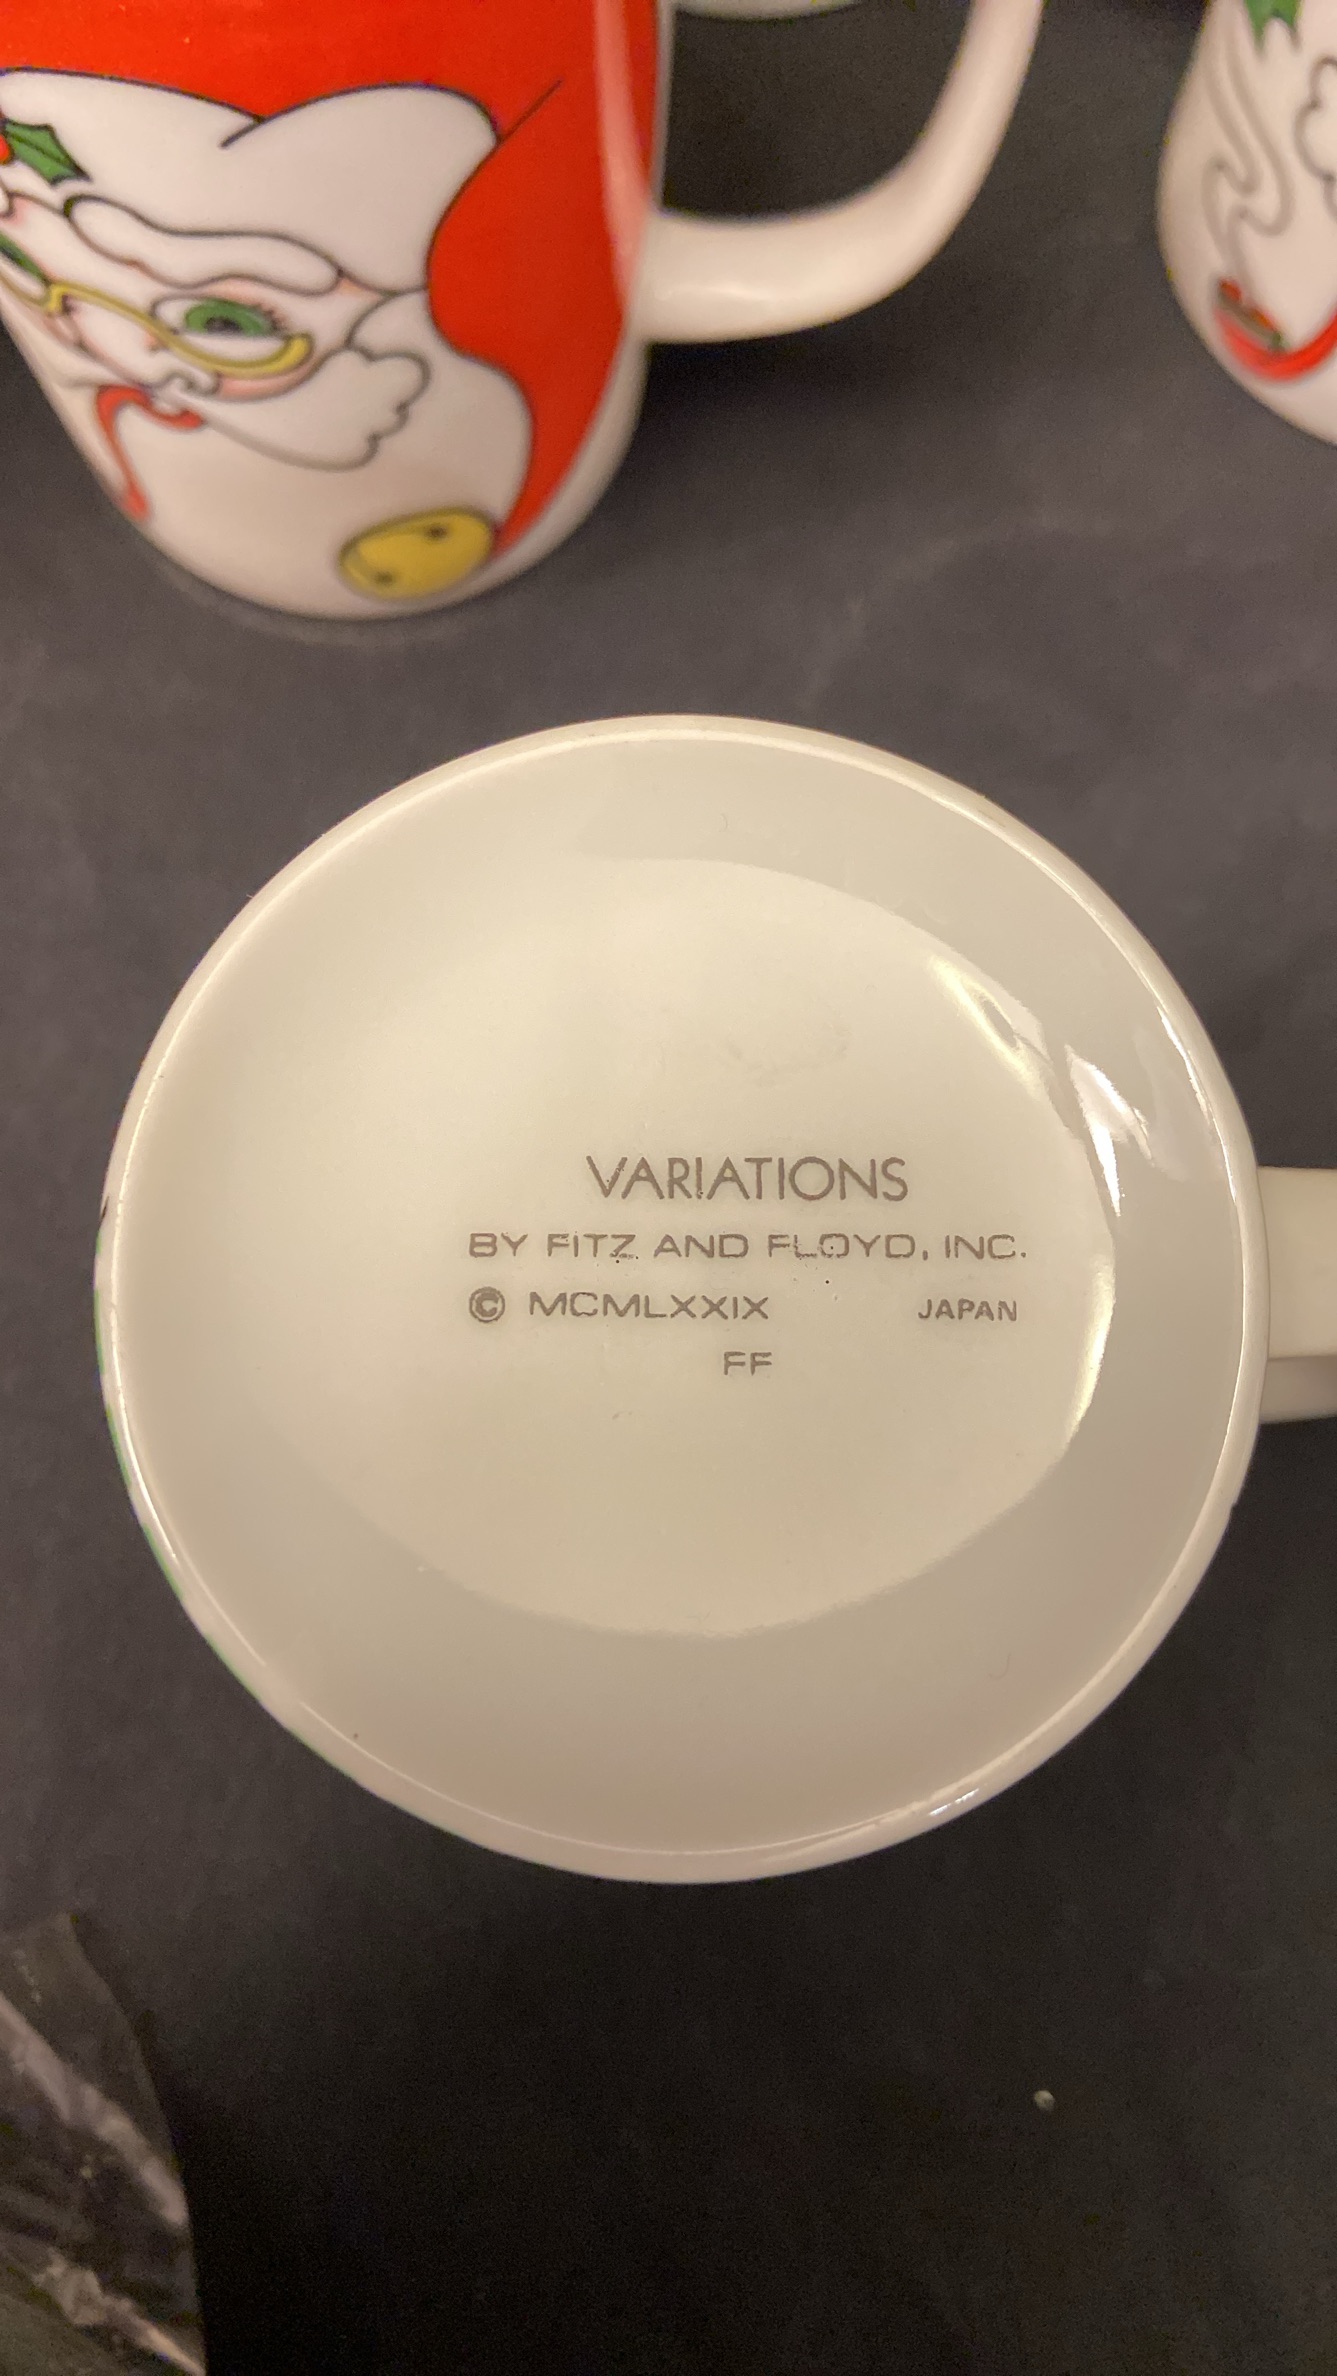 VARIATIONS
BY FITZ AND FLOYD, INC.
© MCMLXXIX JAPAN
FF